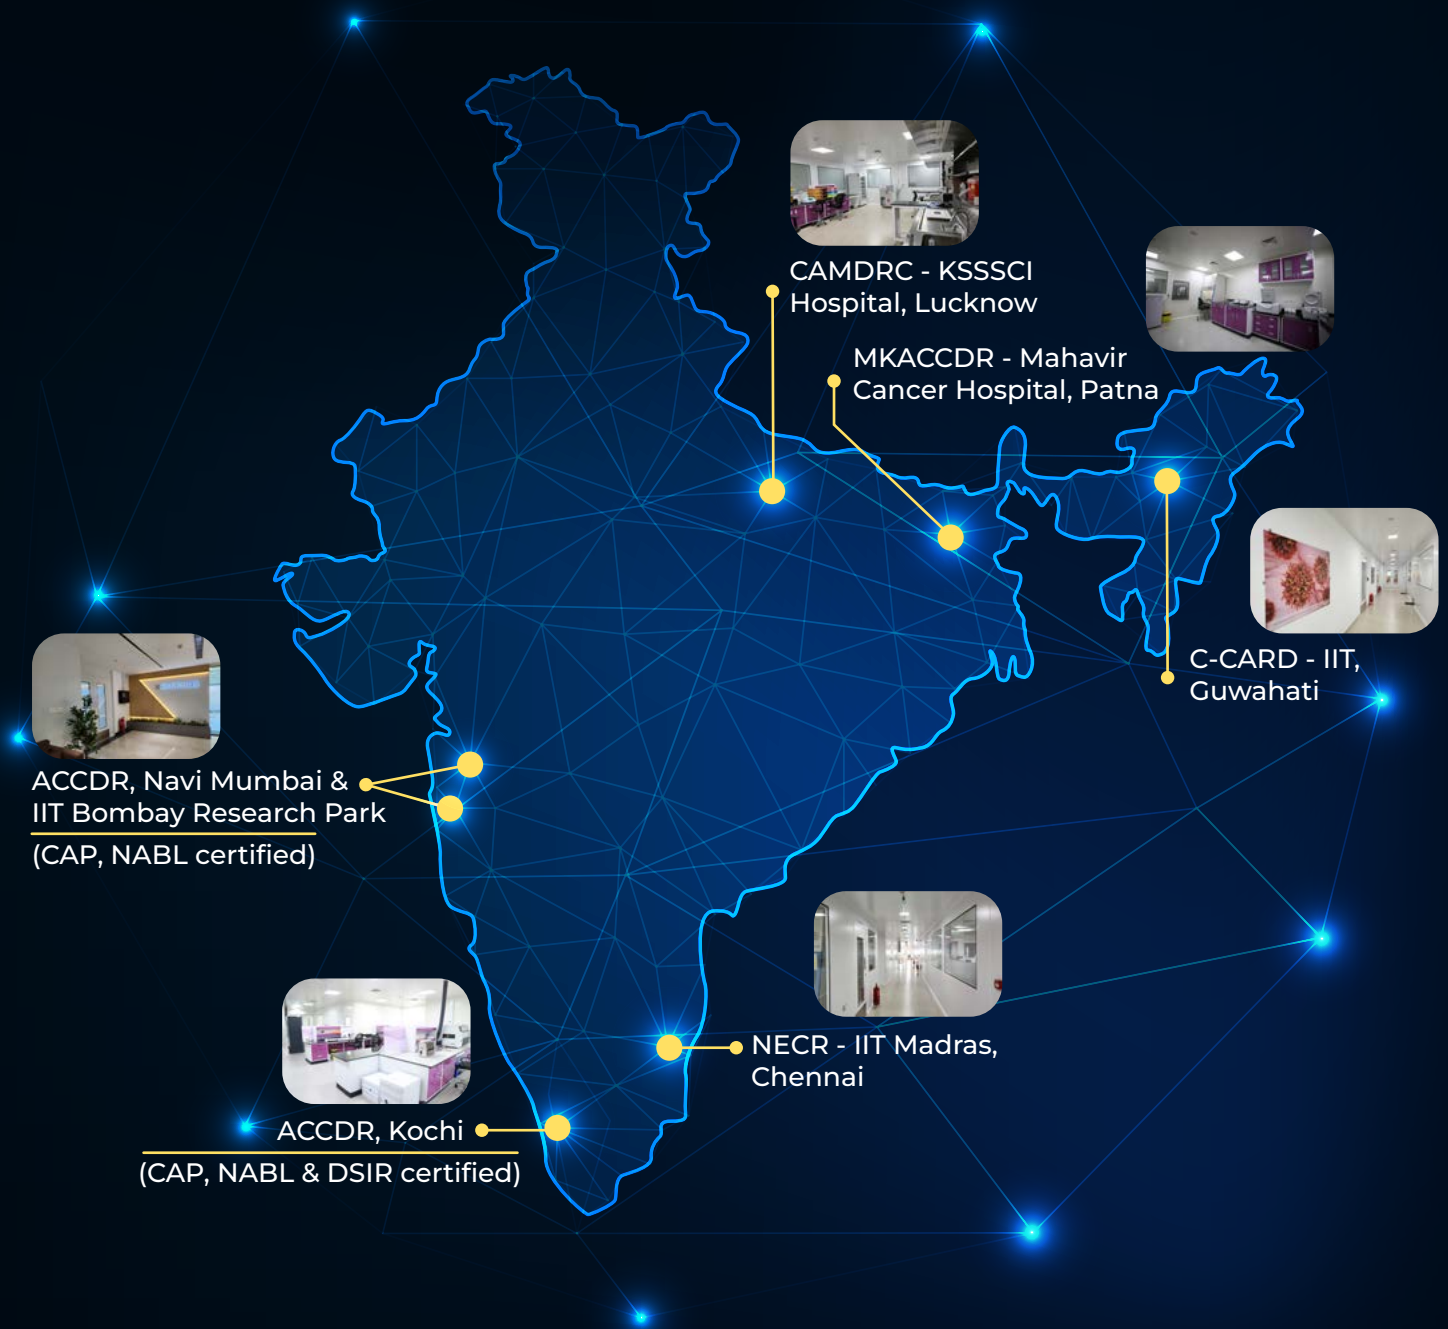 CAMDRC - KSSSCI
Hospital, Lucknow
MKACCDR - Mahavir
Cancer Hospital, Patna
C-CARD - IIT,
Guwahati
ACCDR, Navi Mumbai &
IIT Bombay Research Park
(CAP, NABL certified)
NECR - IIT Madras,
Chennai
ACCDR, Kochi
(CAP, NABL & DSIR certified)